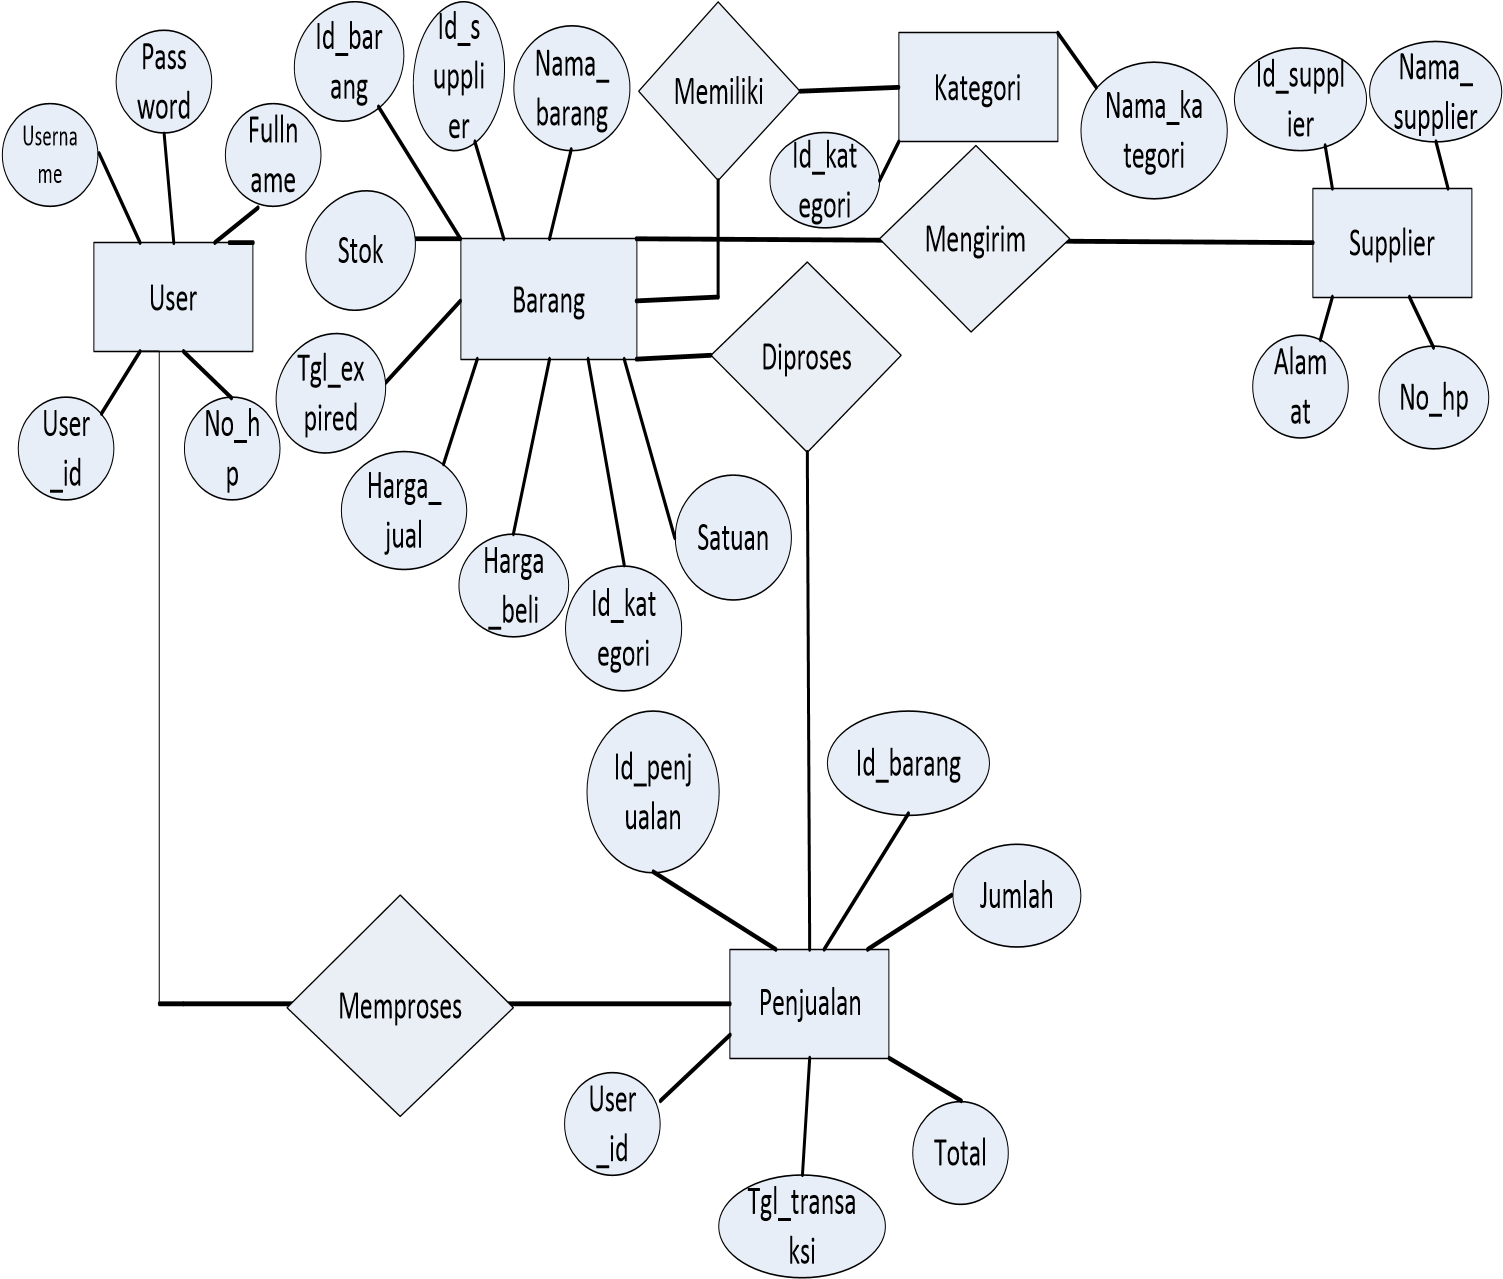 Id_bar
ang
Id_s
uppli
er
Nama_
barang
Pass
word
Userna
me
Fulln
ame
Memiliki
Kategori
Id_kat
egori
Nama_ka
tegori
Id_suppl
ier
Nama_
supplier
Stok
User
Barang
Mengirim
Supplier
Tgl_ex
pired
Diproses
Alam
at
No_hp
User
_id
No_h
p
Harga_
jual
Harga
_beli
Id_kat
egori
Satuan
Id_penj
ualan
Id_barang
Jumlah
Memproses
Penjualan
User
_id
Total
Tgl_transa
ksi